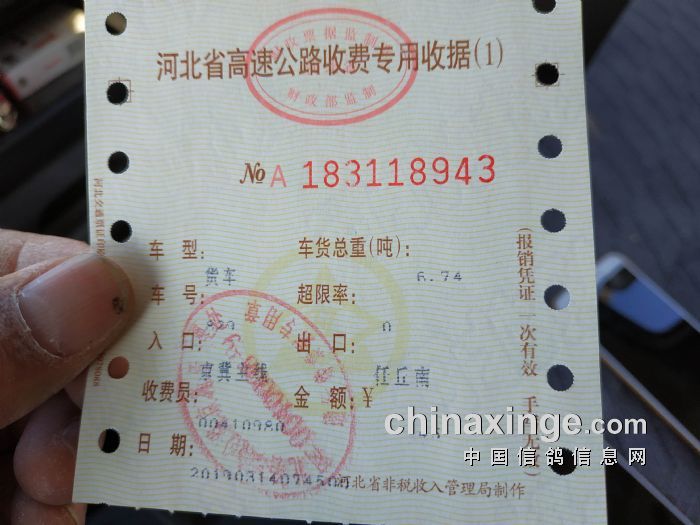 河北省高速公路收费专用收据(1)
财政部监制
№ A 183118943
车 型: 车货总重(吨):
货车 6.74
车 号: 超限率:
0
入 口: 出 口:
京冀主线 任丘南
收费员: 金 额:¥
00410980
日 期:
河北省非税收入管理局制作
(报销凭证 一次有效 手
chinaxinge.com
中国信鸽信息网